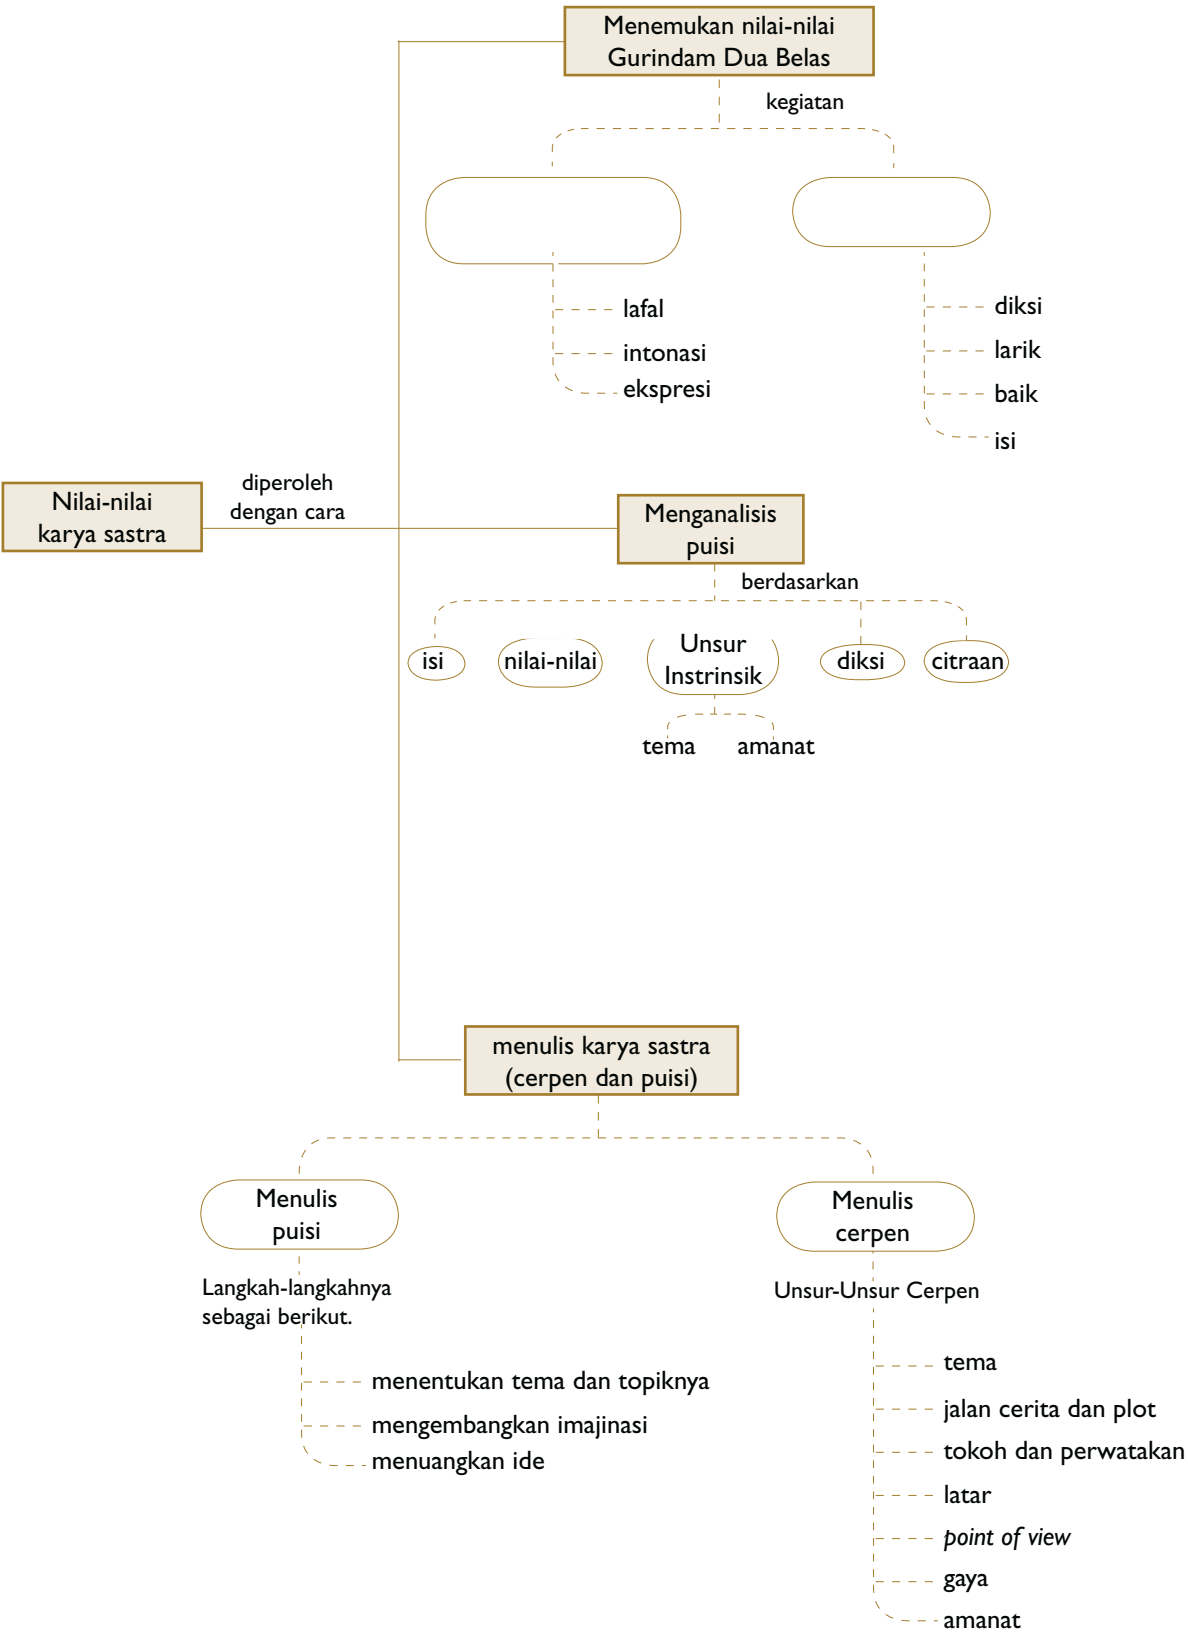 Menemukan nilai-nilai
Gurindam Dua Belas
kegiatan
lafal
intonasi
ekspresi
diksi
larik
baik
isi
Nilai-nilai
karya sastra
diperoleh
dengan cara
Menganalisis
puisi
berdasarkan
isi
nilai-nilai
Unsur
Instrinsik
diksi
citraan
tema
amanat
menulis karya sastra
(cerpen dan puisi)
Menulis
puisi
Langkah-langkahnya
sebagai berikut.
menentukan tema dan topiknya
mengembangkan imajinasi
menuangkan ide
Menulis
cerpen
Unsur-Unsur Cerpen
tema
jalan cerita dan plot
tokoh dan perwatakan
latar
point of view
gaya
amanat